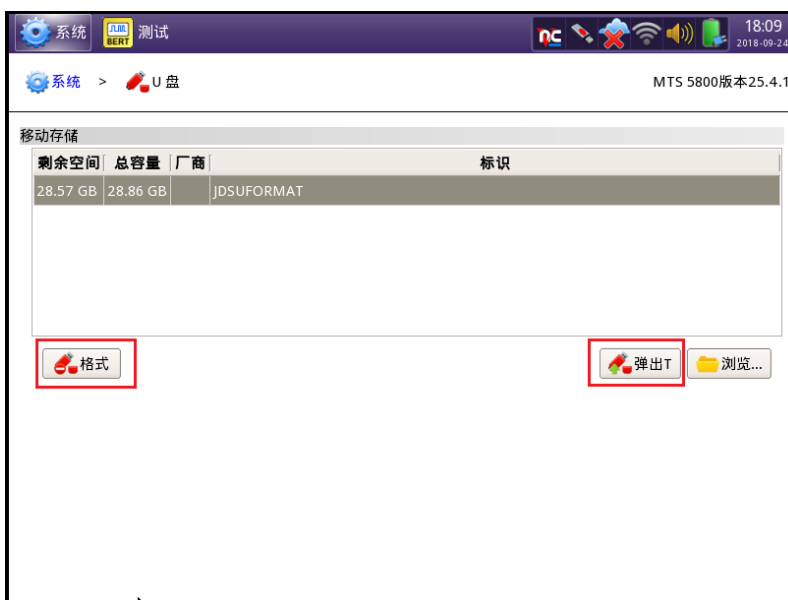 系统 BERT 测试 nc 18:09
2018-09-24
系统 > U 盘 MTS 5800版本25.4.1
移动存储
剩余空间 总容量 厂商 标识
28.57 GB 28.86 GB JDSUFORMAT
格式 弹出T 浏览...